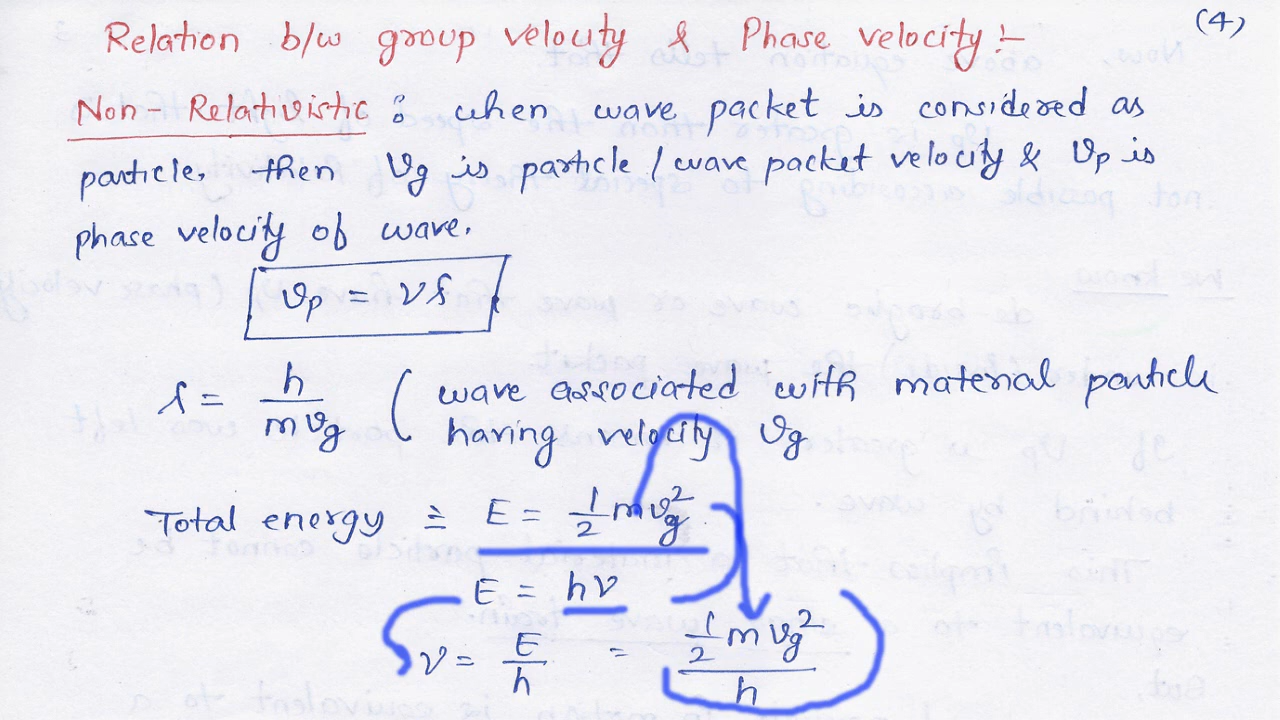 (4)
Relation b/w group velocity & Phase velocity :-
Non-Relativistic : when wave packet is considered as
particle, then vg is particle / wave packet velocity & vp is
phase velocity of wave.
vp = νλ
λ = h / mvg ( wave associated with material particle
having velocity vg
Total energy = E = 1/2 mvg²
E = hν
ν = E/h = 1/2 mvg² / h